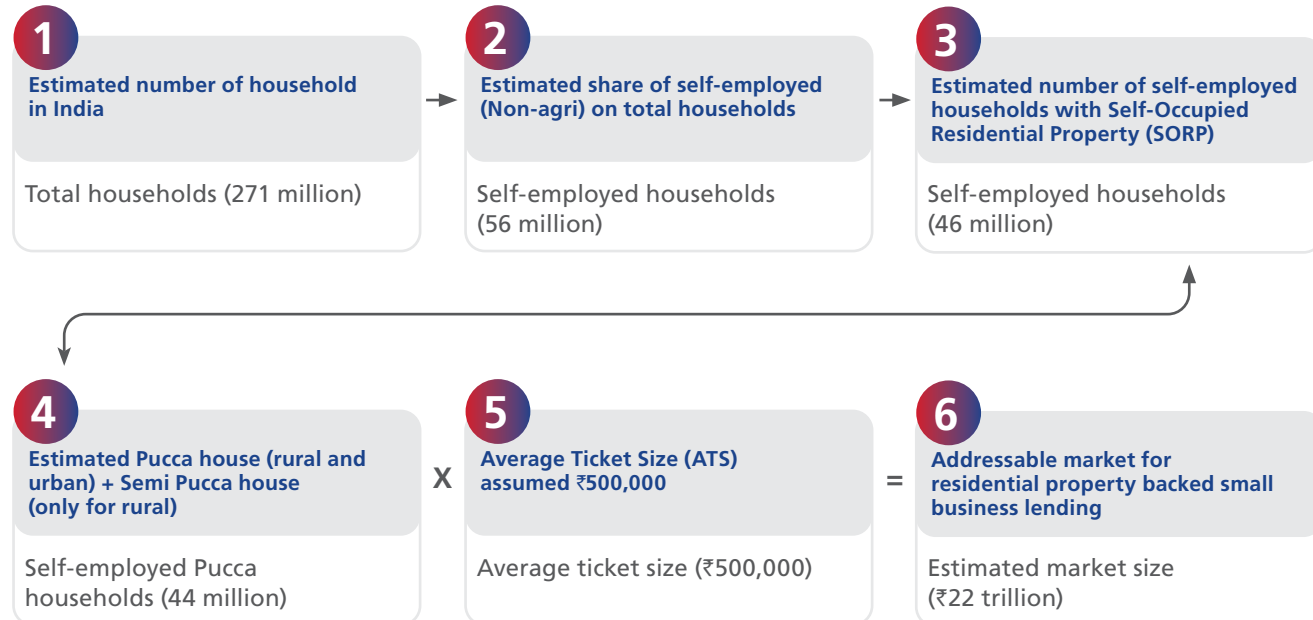 1
Estimated number of household
in India
Total households (271 million)
2
Estimated share of self-employed
(Non-agri) on total households
Self-employed households
(56 million)
3
Estimated number of self-employed
households with Self-Occupied
Residential Property (SORP)
Self-employed households
(46 million)
4
Estimated Pucca house (rural and
urban) + Semi Pucca house
(only for rural)
Self-employed Pucca
households (44 million)
X
5
Average Ticket Size (ATS)
assumed ₹500,000
Average ticket size (₹500,000)
=
6
Addressable market for
residential property backed small
business lending
Estimated market size
(₹22 trillion)